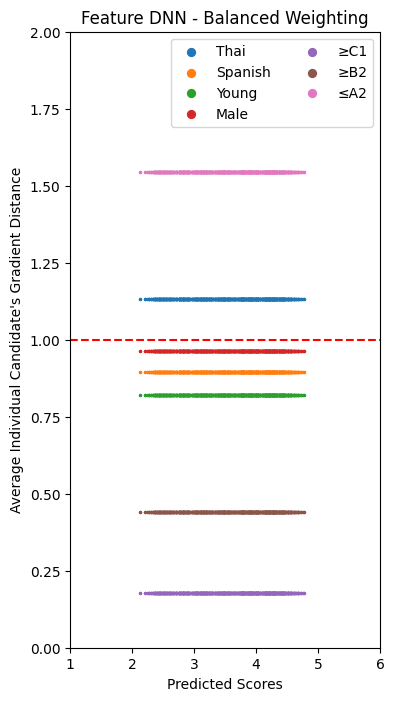 Feature DNN - Balanced Weighting
2.00
1.75
1.50
1.25
1.00
0.75
0.50
0.25
0.00
Average Individual Candidate's Gradient Distance
Thai
Spanish
Young
Male
≥C1
≥B2
≤A2
1 2 3 4 5 6
Predicted Scores